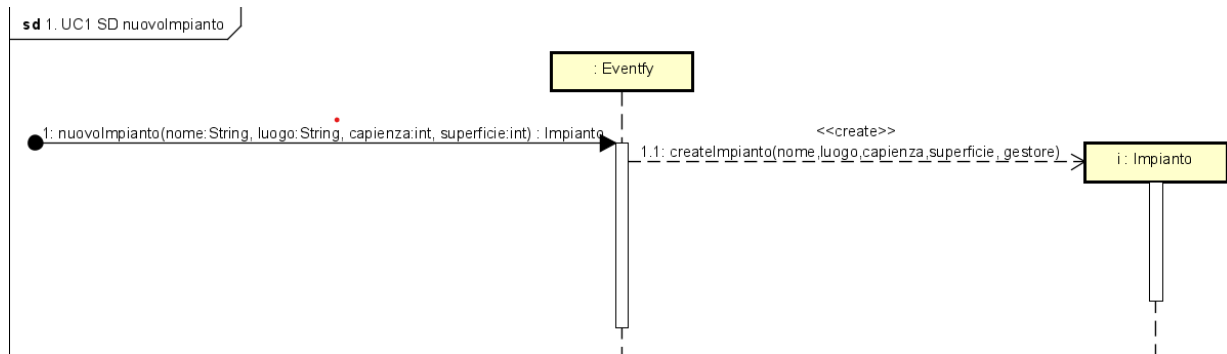 sd 1. UC1 SD nuovoImpianto
: Eventfy
1: nuovoImpianto(nome:String, luogo:String, capienza:int, superficie:int) : Impianto
<<create>>
1.1: createImpianto(nome,luogo,capienza,superficie, gestore)
i : Impianto